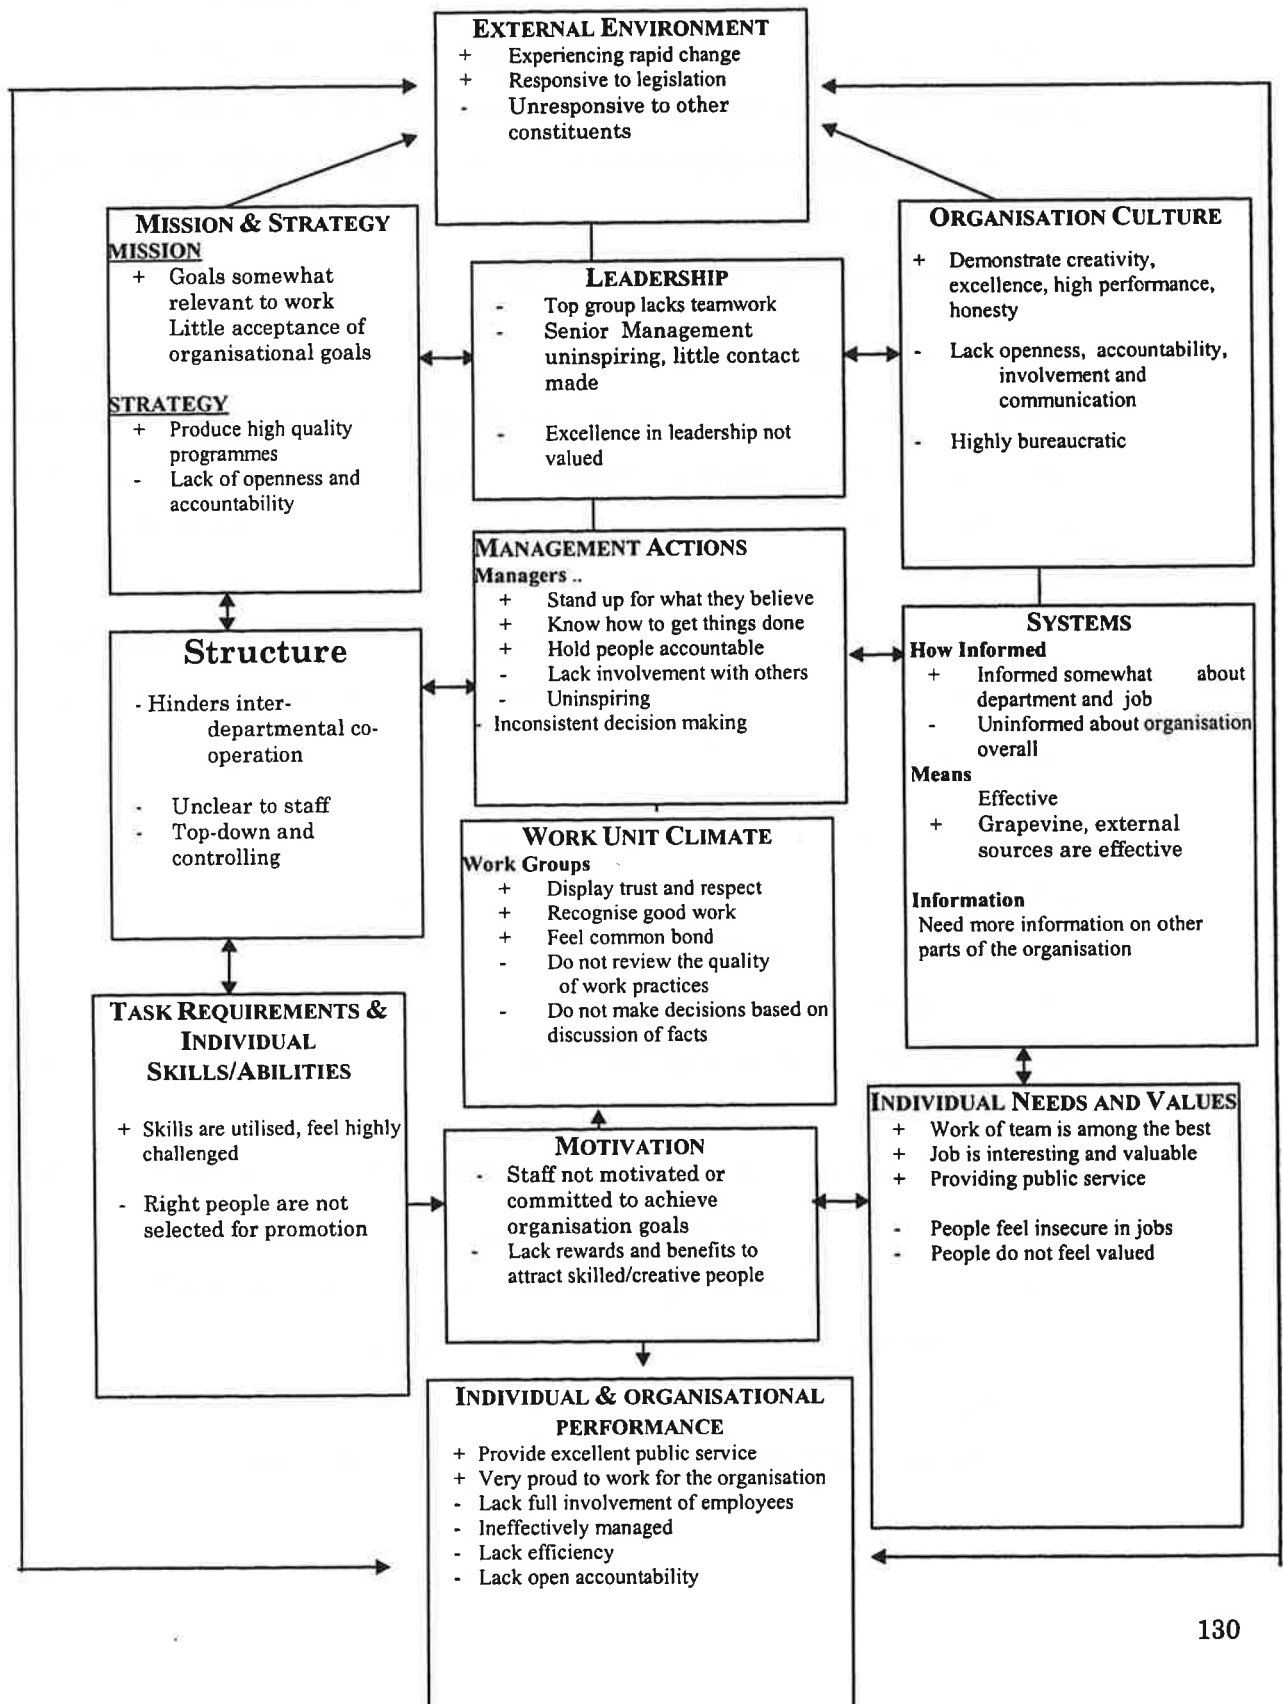 EXTERNAL ENVIRONMENT
+ Experiencing rapid change
+ Responsive to legislation
- Unresponsive to other
constituents
MISSION & STRATEGY
MISSION
+ Goals somewhat
relevant to work
Little acceptance of
organisational goals
STRATEGY
+ Produce high quality
programmes
- Lack of openness and
accountability
LEADERSHIP
- Top group lacks teamwork
- Senior Management
uninspiring, little contact
made
- Excellence in leadership not
valued
ORGANISATION CULTURE
+ Demonstrate creativity,
excellence, high performance,
honesty
- Lack openness, accountability,
involvement and
communication
- Highly bureaucratic
MANAGEMENT ACTIONS
Managers ..
+ Stand up for what they believe
+ Know how to get things done
+ Hold people accountable
- Lack involvement with others
- Uninspiring
- Inconsistent decision making
Structure
- Hinders inter-
departmental co-
operation
- Unclear to staff
- Top-down and
controlling
SYSTEMS
How Informed
+ Informed somewhat about
department and job
- Uninformed about organisation
overall
Means
Effective
+ Grapevine, external
sources are effective
Information
Need more information on other
parts of the organisation
WORK UNIT CLIMATE
Work Groups
+ Display trust and respect
+ Recognise good work
+ Feel common bond
- Do not review the quality
of work practices
- Do not make decisions based on
discussion of facts
TASK REQUIREMENTS &
INDIVIDUAL
SKILLS/ABILITIES
+ Skills are utilised, feel highly
challenged
- Right people are not
selected for promotion
MOTIVATION
- Staff not motivated or
committed to achieve
organisation goals
- Lack rewards and benefits to
attract skilled/creative people
INDIVIDUAL NEEDS AND VALUES
+ Work of team is among the best
+ Job is interesting and valuable
+ Providing public service
- People feel insecure in jobs
- People do not feel valued
INDIVIDUAL & ORGANISATIONAL
PERFORMANCE
+ Provide excellent public service
+ Very proud to work for the organisation
- Lack full involvement of employees
- Ineffectively managed
- Lack efficiency
- Lack open accountability
130